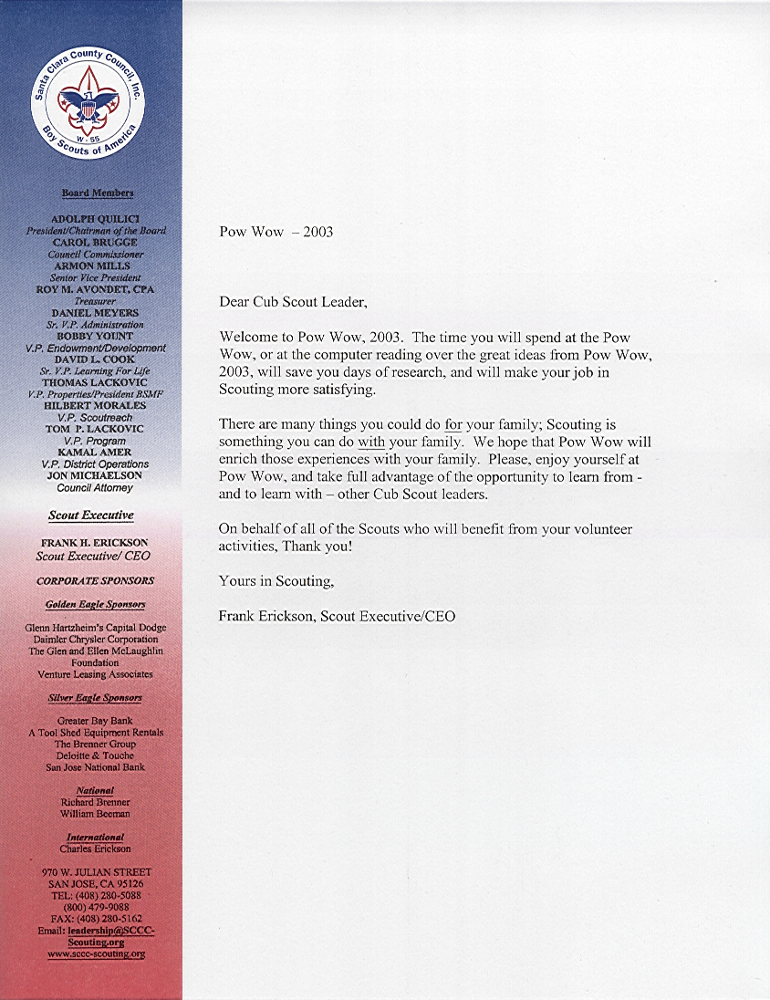 Santa Clara County Council, Inc.
W - 55
Boy Scouts of America
Board Members
ADOLPH QUILICI
President/Chairman of the Board
CAROL BRUGGE
Council Commissioner
ARMON MILLS
Senior Vice President
ROY M. AVONDET, CPA
Treasurer
DANIEL MEYERS
Sr. V.P. Administration
BOBBY YOUNT
V.P. Endowment/Development
DAVID L. COOK
Sr. V.P. Learning For Life
THOMAS LACKOVIC
V.P. Properties/President BSMF
HILBERT MORALES
V.P. Scoutreach
TOM P. LACKOVIC
V.P. Program
KAMAL AMER
V.P. District Operations
JON MICHAELSON
Council Attorney
Scout Executive
FRANK H. ERICKSON
Scout Executive/ CEO
CORPORATE SPONSORS
Golden Eagle Sponsors
Glenn Hartzheim's Capital Dodge
Daimler Chrysler Corporation
The Glen and Ellen McLaughlin
Foundation
Venture Leasing Associates
Silver Eagle Sponsors
Greater Bay Bank
A Tool Shed Equipment Rentals
The Brenner Group
Deloitte & Touche
San Jose National Bank
National
Richard Brenner
William Beeman
International
Charles Erickson
970 W. JULIAN STREET
SAN JOSE, CA 95126
TEL: (408) 280-5088
(800) 479-9088
FAX: (408) 280-5162
Email: leadership@SCCC-
Scouting.org
www.sccc-scouting.org
Pow Wow – 2003
Dear Cub Scout Leader,
Welcome to Pow Wow, 2003. The time you will spend at the Pow
Wow, or at the computer reading over the great ideas from Pow Wow,
2003, will save you days of research, and will make your job in
Scouting more satisfying.
There are many things you could do for your family; Scouting is
something you can do with your family. We hope that Pow Wow will
enrich those experiences with your family. Please, enjoy yourself at
Pow Wow, and take full advantage of the opportunity to learn from -
and to learn with – other Cub Scout leaders.
On behalf of all of the Scouts who will benefit from your volunteer
activities, Thank you!
Yours in Scouting,
Frank Erickson, Scout Executive/CEO